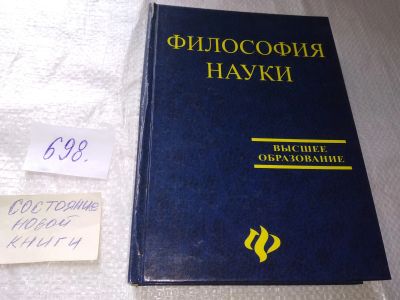 ФИЛОСОФИЯ
НАУКИ
ВЫСШЕЕ
ОБРАЗОВАНИЕ
698.
СОСТОЯНИЕ
НОВОЙ
КНИГИ